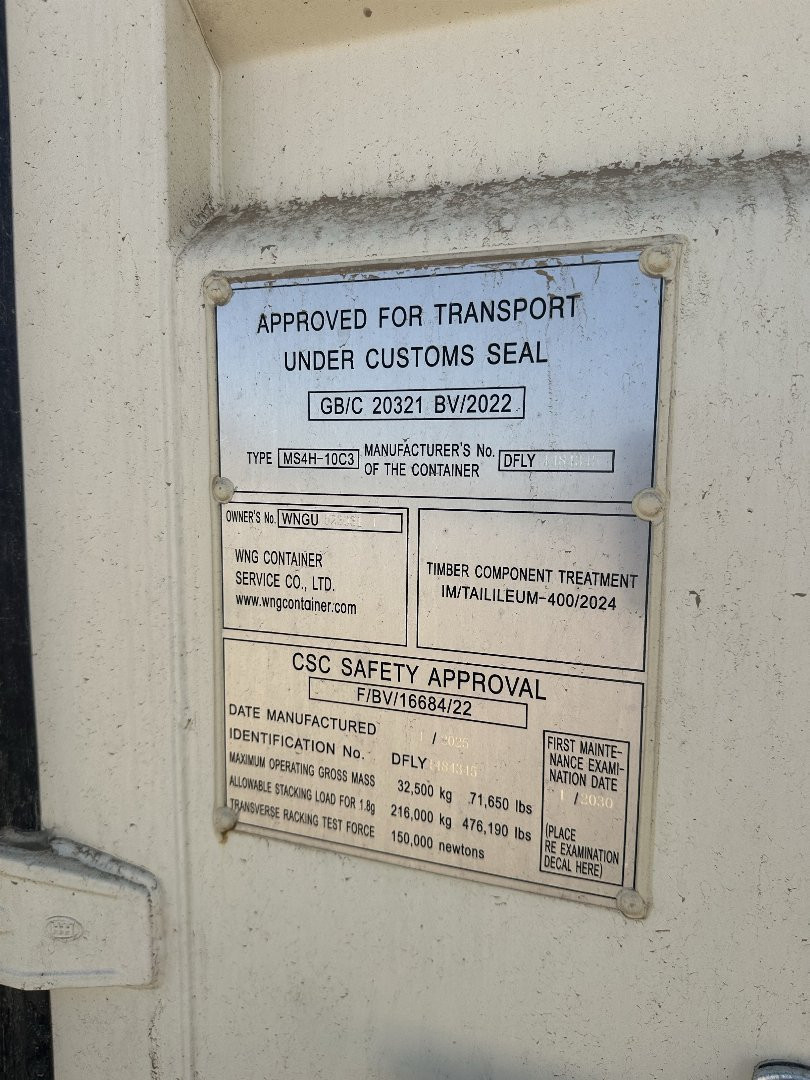 APPROVED FOR TRANSPORT
UNDER CUSTOMS SEAL
GB/C 20321 BV/2022
TYPE MS4H-10C3 MANUFACTURER'S No. OF THE CONTAINER DFLY
OWNER'S No. WNGU
WNG CONTAINER
SERVICE CO., LTD.
www.wngcontainer.com
TIMBER COMPONENT TREATMENT
IM/TAILILEUM-400/2024
CSC SAFETY APPROVAL
F/BV/16684/22
DATE MANUFACTURED 1 / 2025
IDENTIFICATION No. DFLY
MAXIMUM OPERATING GROSS MASS 32,500 kg 71,650 lbs
ALLOWABLE STACKING LOAD FOR 1.8g 216,000 kg 476,190 lbs
TRANSVERSE RACKING TEST FORCE 150,000 newtons
FIRST MAINTE-
NANCE EXAMI-
NATION DATE
1 / 2030
(PLACE
RE EXAMINATION
DECAL HERE)